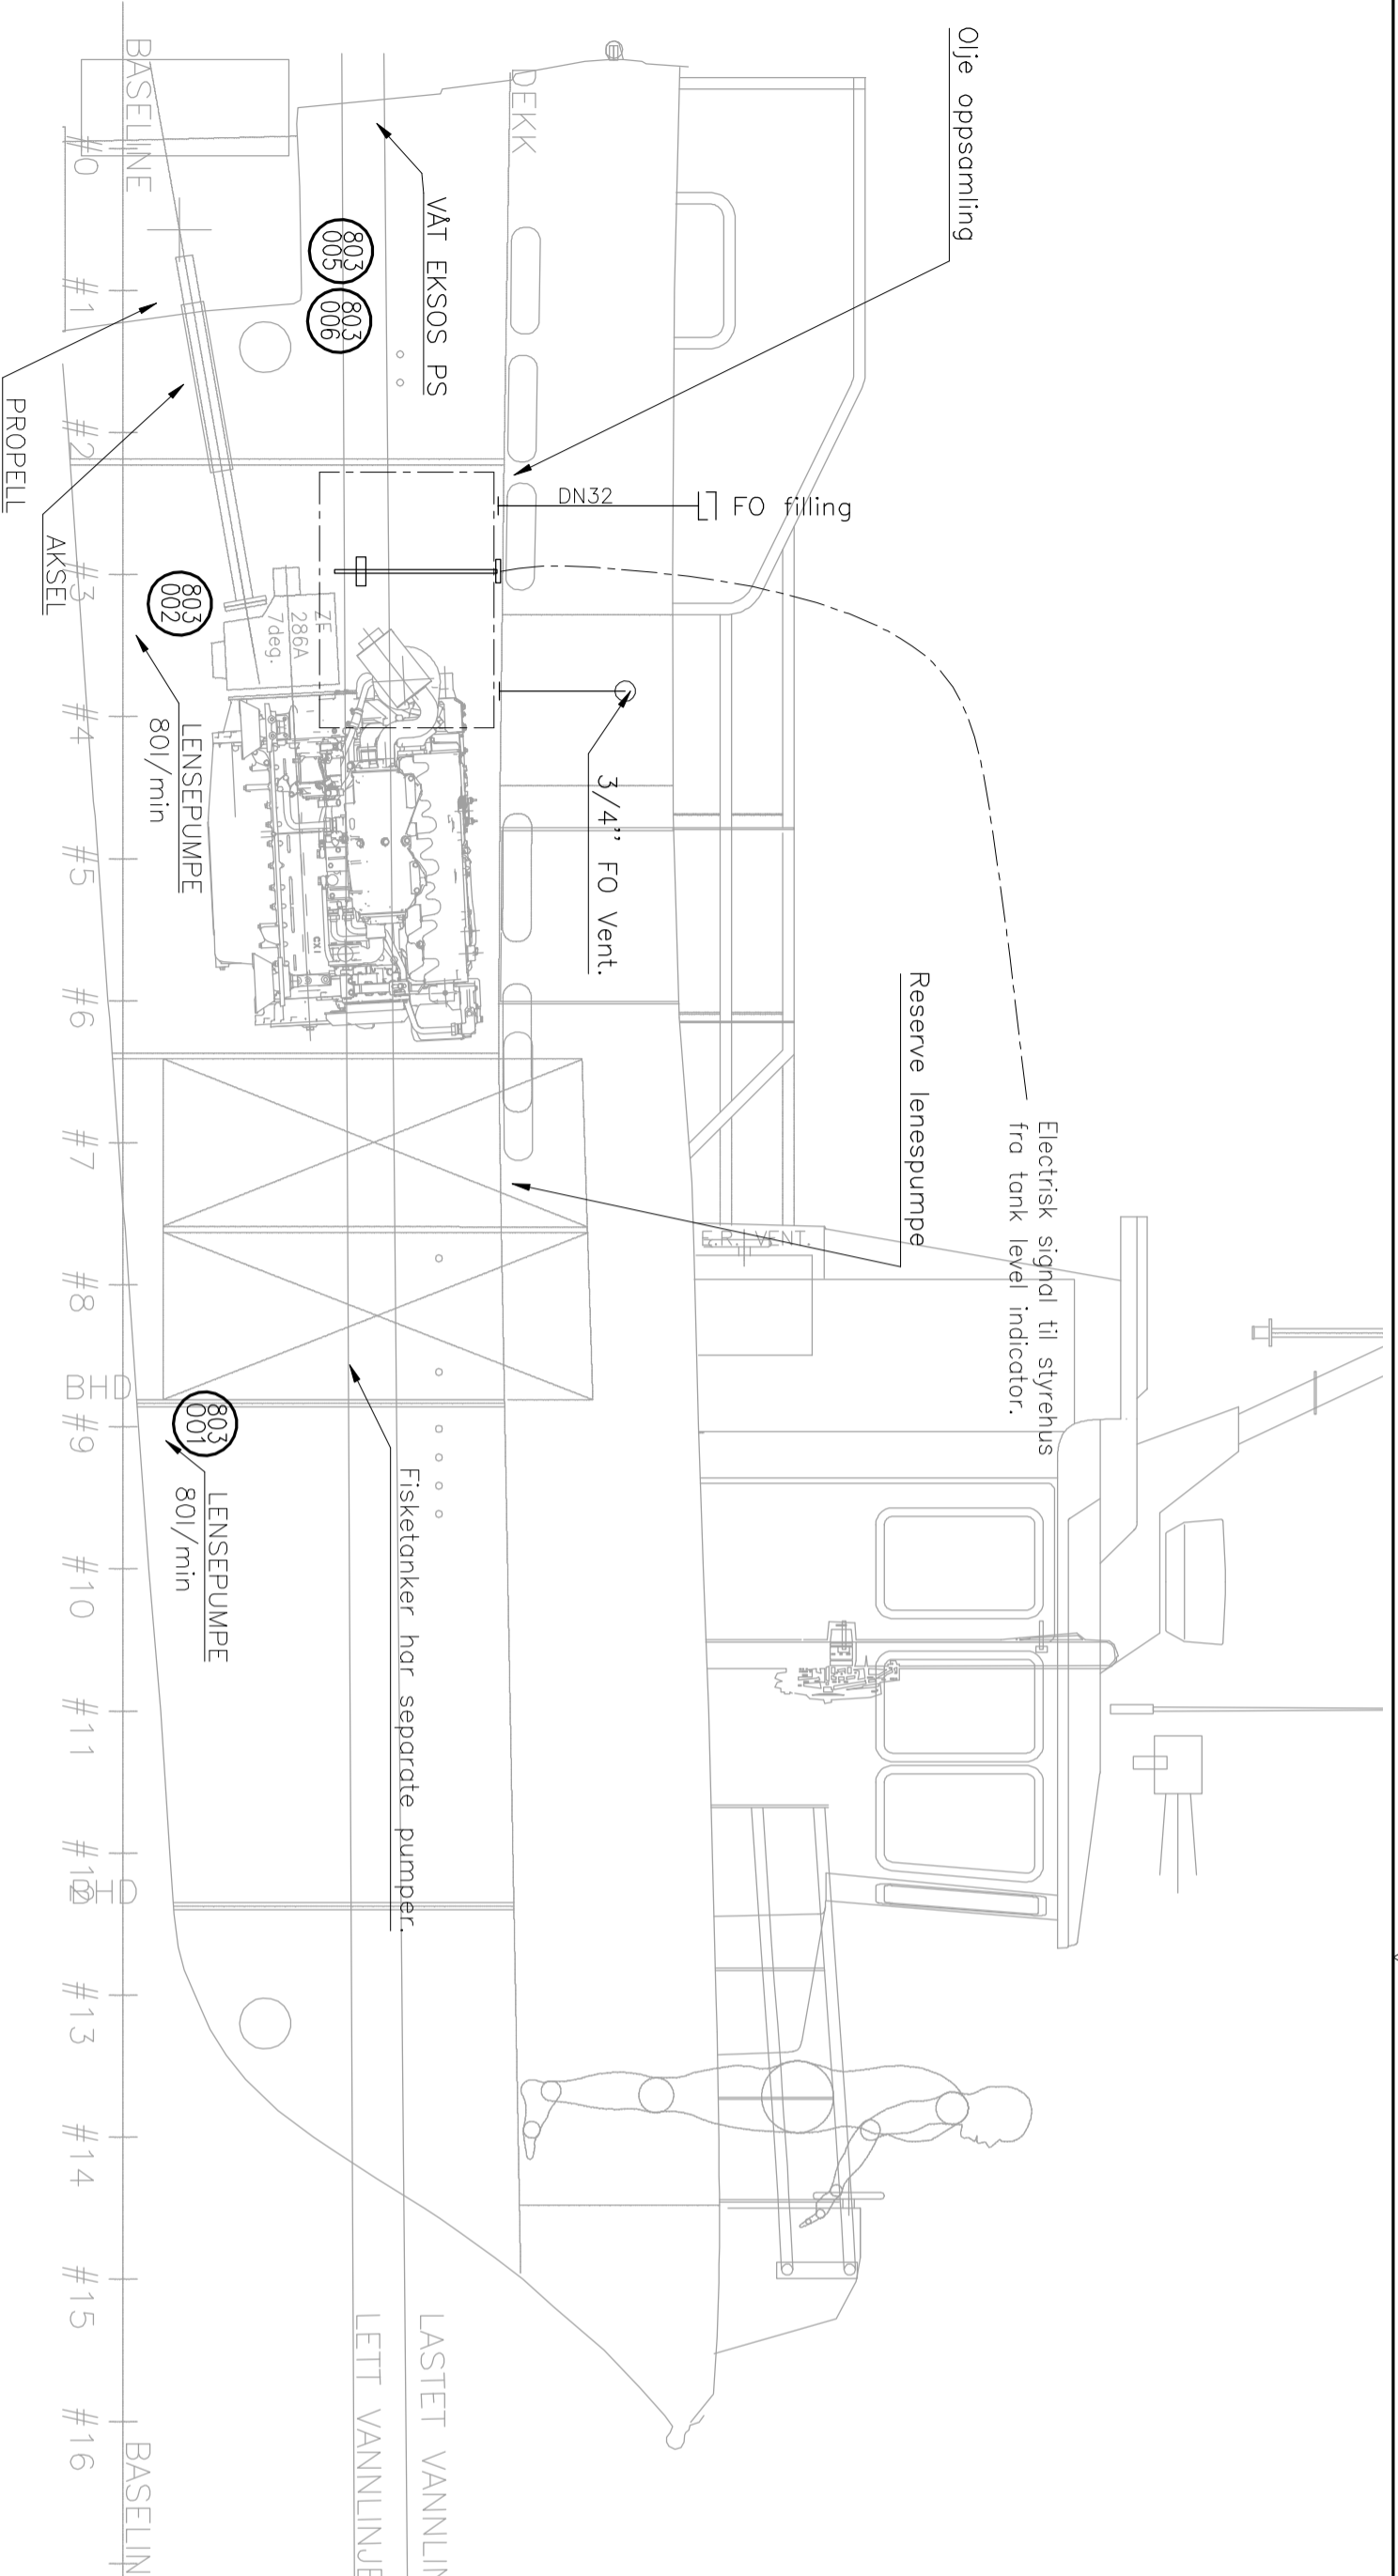 Olje oppsamling
FO filling
DN32
Electrisk signal til styrehus
fra tank level indicator.
Reserve lenespumpe
E.R. VENT.
3/4" FO Vent.
DEKK
VÅT EKSOS PS
803
005
803
006
ZF
286A
7deg.
CXI
Fisketanker har separate pumper.
LASTET VANNLIN
LETT VANNLINJE
803
002
LENSEPUMPE
80l/min
803
001
LENSEPUMPE
80l/min
BASELINE
BASELIN
BHD
BHD
#0
#1
#2
#3
#4
#5
#6
#7
#8
#9
#10
#11
#12
#13
#14
#15
#16
AKSEL
PROPELL